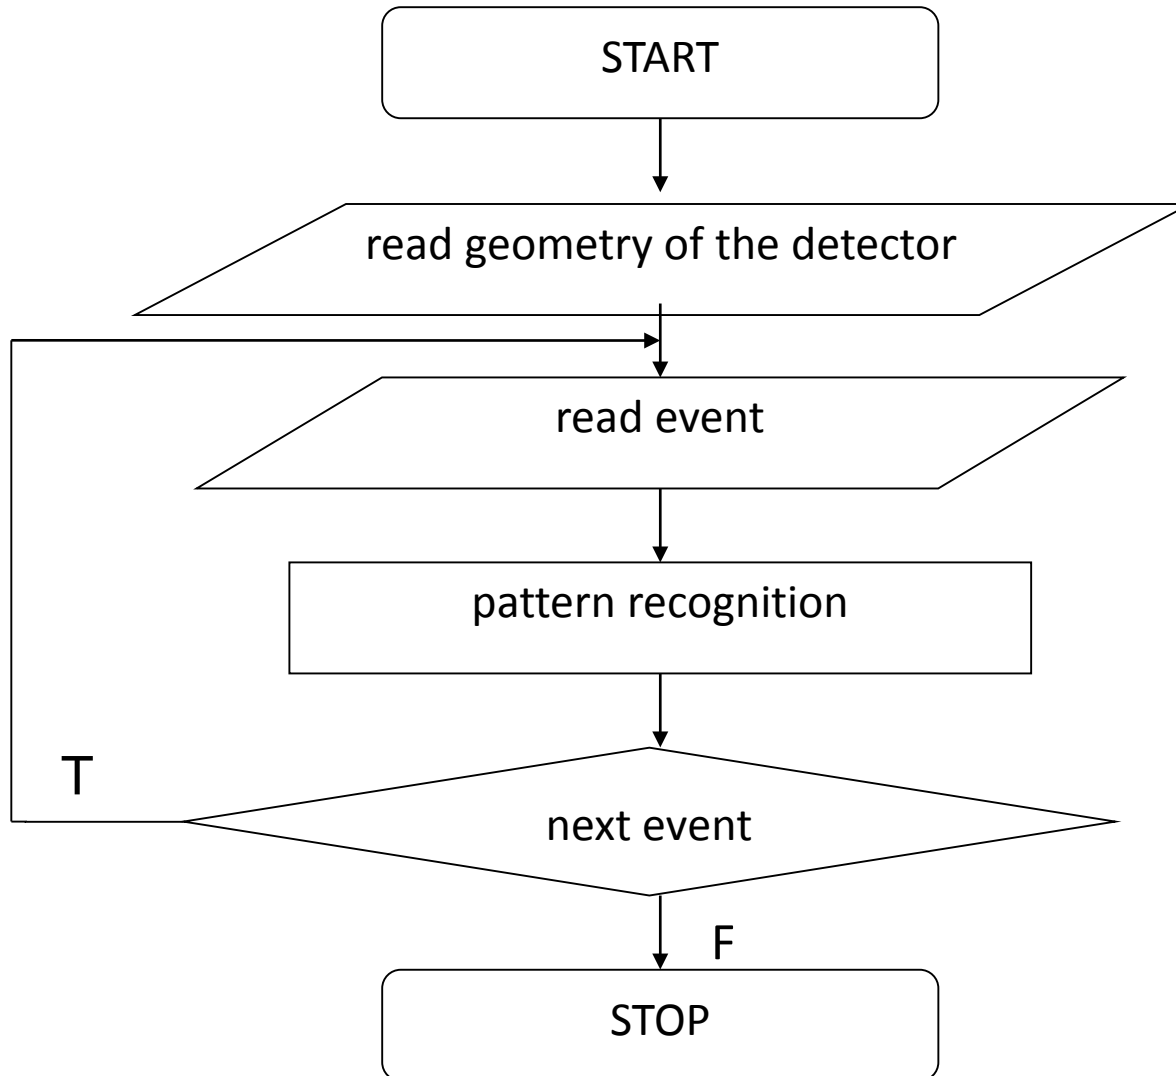 START
read geometry of the detector
read event
pattern recognition
T
next event
F
STOP